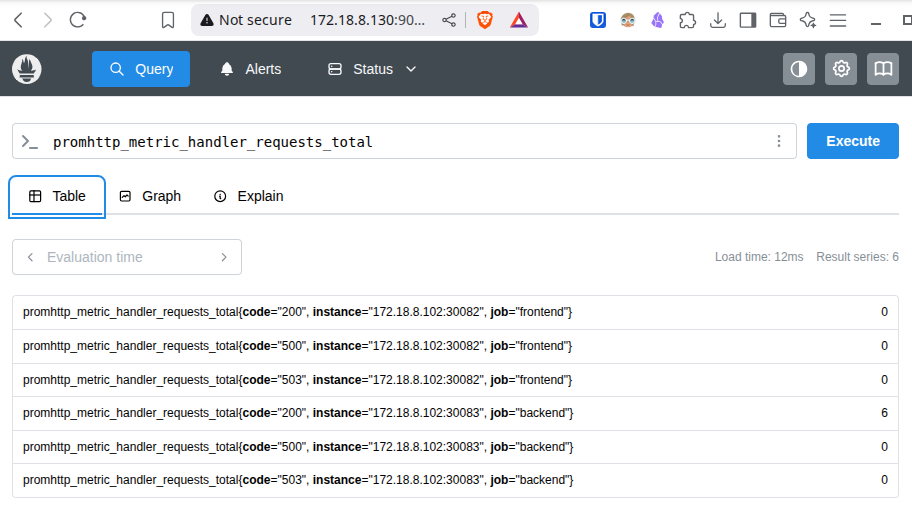 Not secure 172.18.8.130:90...
Query Alerts Status
promhttp_metric_handler_requests_total
Execute
Table Graph Explain
Evaluation time
Load time: 12ms Result series: 6
promhttp_metric_handler_requests_total{code="200", instance="172.18.8.102:30082", job="frontend"} 0
promhttp_metric_handler_requests_total{code="500", instance="172.18.8.102:30082", job="frontend"} 0
promhttp_metric_handler_requests_total{code="503", instance="172.18.8.102:30082", job="frontend"} 0
promhttp_metric_handler_requests_total{code="200", instance="172.18.8.102:30083", job="backend"} 6
promhttp_metric_handler_requests_total{code="500", instance="172.18.8.102:30083", job="backend"} 0
promhttp_metric_handler_requests_total{code="503", instance="172.18.8.102:30083", job="backend"} 0